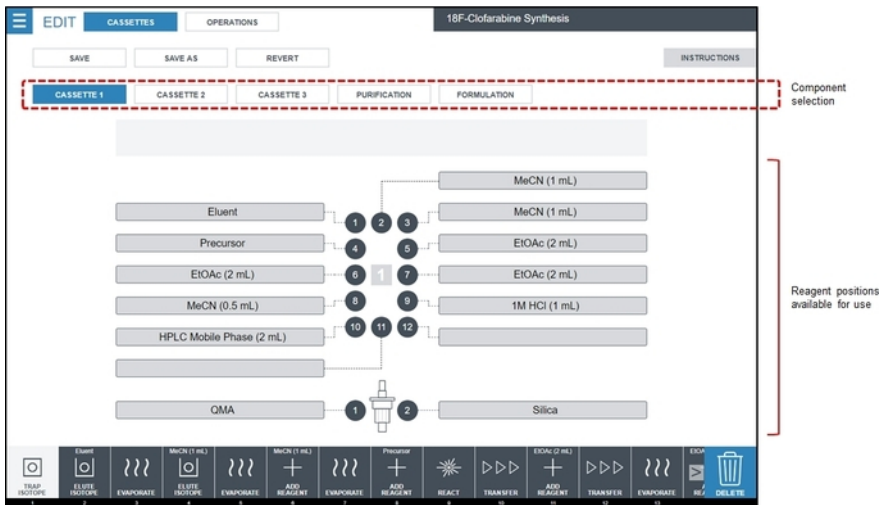 EDIT CASSETTES OPERATIONS 18F-Clofarabine Synthesis
SAVE SAVE AS REVERT INSTRUCTIONS
CASSETTE 1 CASSETTE 2 CASSETTE 3 PURIFICATION FORMULATION
Component
selection
MeCN (1 mL)
Eluent 1 2 3 MeCN (1 mL)
Precursor 4 5 EtOAc (2 mL)
EtOAc (2 mL) 6 1 7 EtOAc (2 mL)
MeCN (0.5 mL) 8 9 1M HCl (1 mL)
HPLC Mobile Phase (2 mL) 10 11 12
Reagent positions
available for use
QMA 1 2 Silica
Eluent MeCN (1 mL) MeCN (1 mL) Precursor EtOAc (2 mL)
TRAP ISOTOPE ELUTE ISOTOPE EVAPORATE ELUTE ISOTOPE EVAPORATE ADD REAGENT EVAPORATE ADD REAGENT REACT TRANSFER ADD REAGENT TRANSFER EVAPORATE DELETE